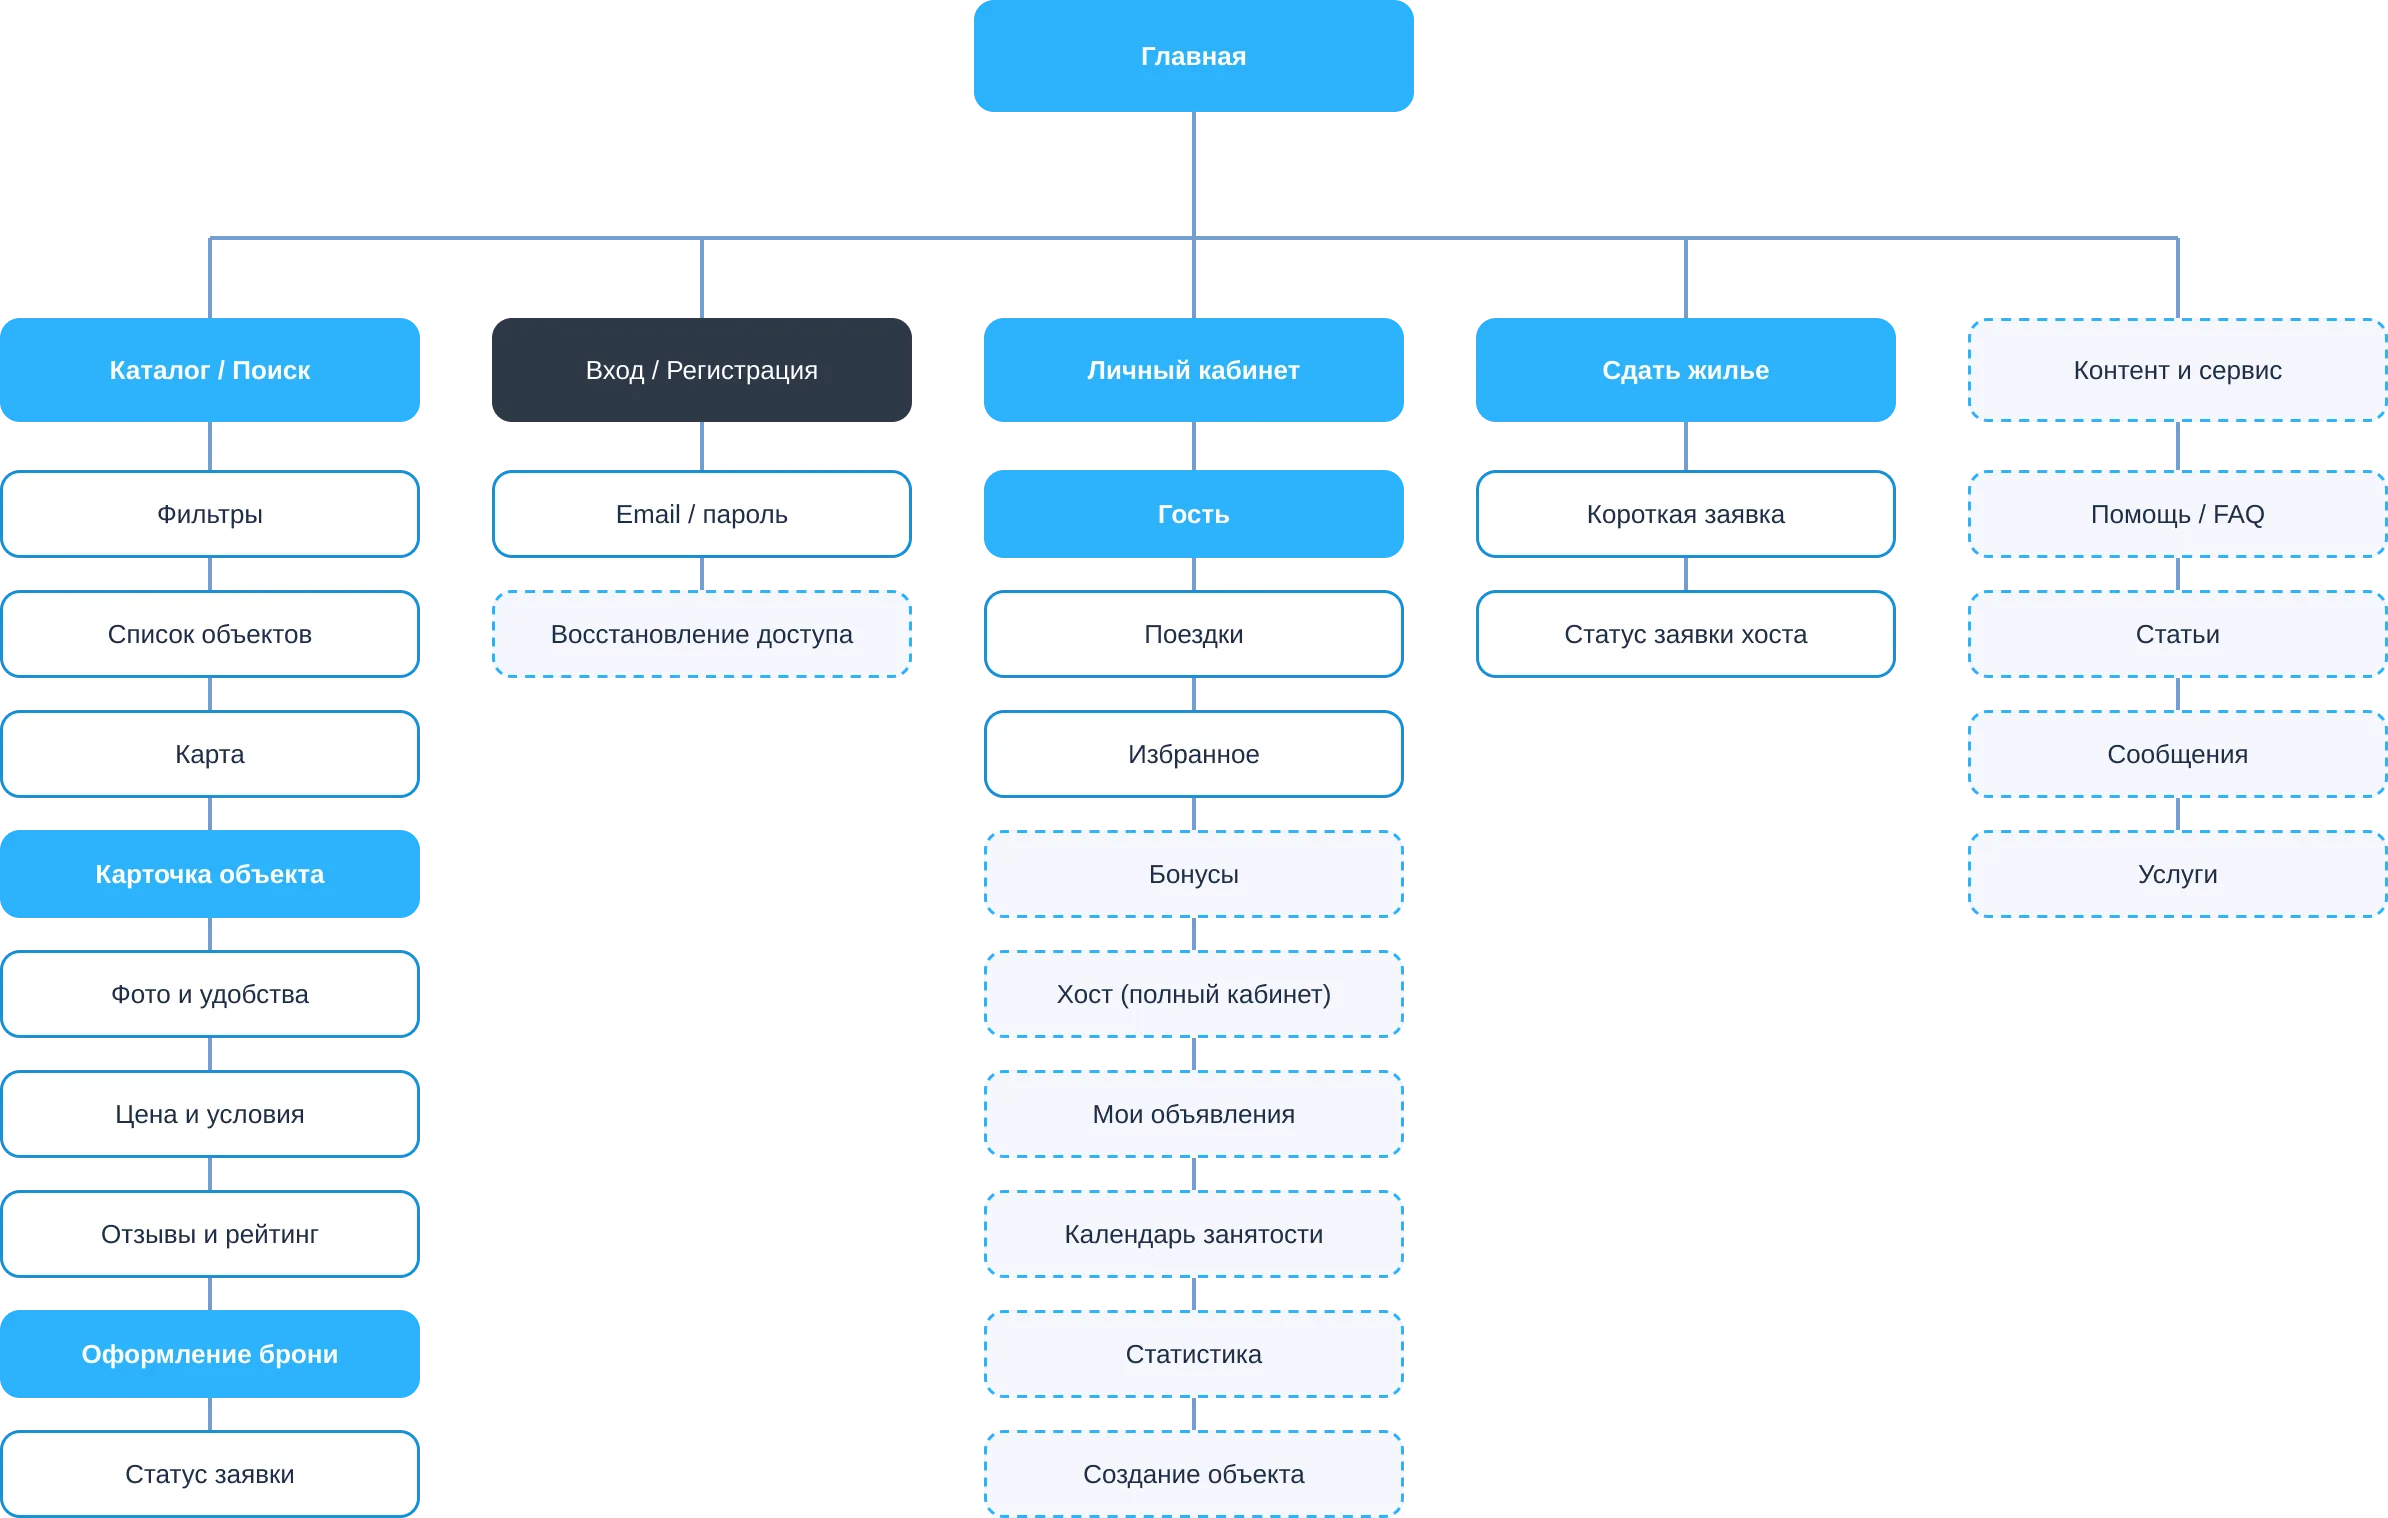 Главная
Каталог / Поиск
Вход / Регистрация
Личный кабинет
Сдать жилье
Контент и сервис
Фильтры
Email / пароль
Гость
Короткая заявка
Помощь / FAQ
Список объектов
Восстановление доступа
Поездки
Статус заявки хоста
Статьи
Карта
Избранное
Сообщения
Карточка объекта
Бонусы
Услуги
Фото и удобства
Хост (полный кабинет)
Цена и условия
Мои объявления
Отзывы и рейтинг
Календарь занятости
Оформление брони
Статистика
Статус заявки
Создание объекта